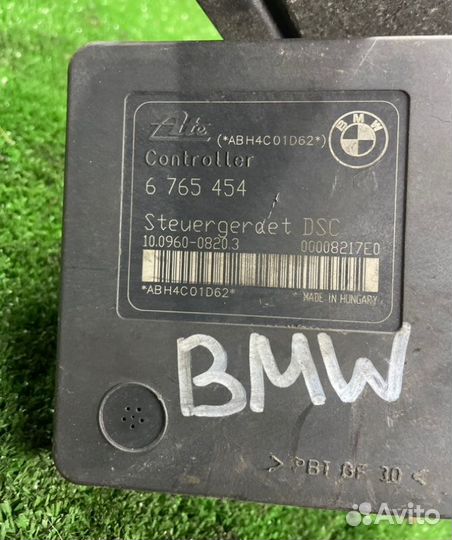 Ate
(*ABH4C01D62*)
BMW
Controller
6 765 454
Steuergeraet DSC
10.0960-0820.3 00008217E0
*ABH4C01D62*
MADE IN HUNGARY
BMW
> PBT GF 30 <
Avito